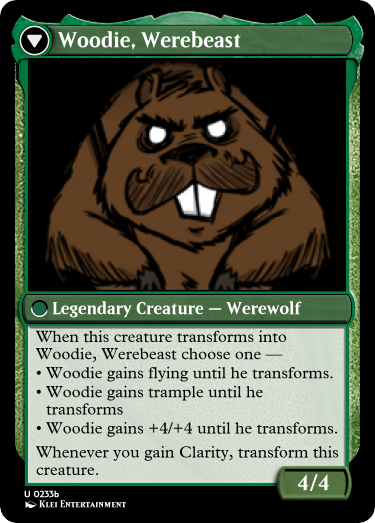 Woodie, Werebeast
Legendary Creature — Werewolf
When this creature transforms into
Woodie, Werebeast choose one —
• Woodie gains flying until he transforms.
• Woodie gains trample until he
transforms
• Woodie gains +4/+4 until he transforms.
Whenever you gain Clarity, transform this
creature.
4/4
U 0233b
Klei Entertainment